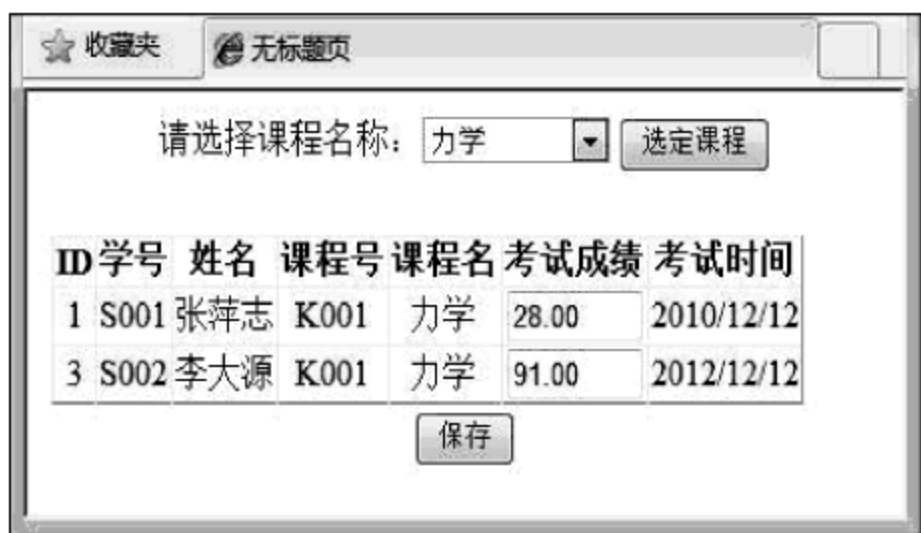 收藏夹 无标题页
请选择课程名称： 力学 选定课程
ID 学号 姓名 课程号 课程名 考试成绩 考试时间
1 S001 张萍志 K001 力学 28.00 2010/12/12
3 S002 李大源 K001 力学 91.00 2012/12/12
保存